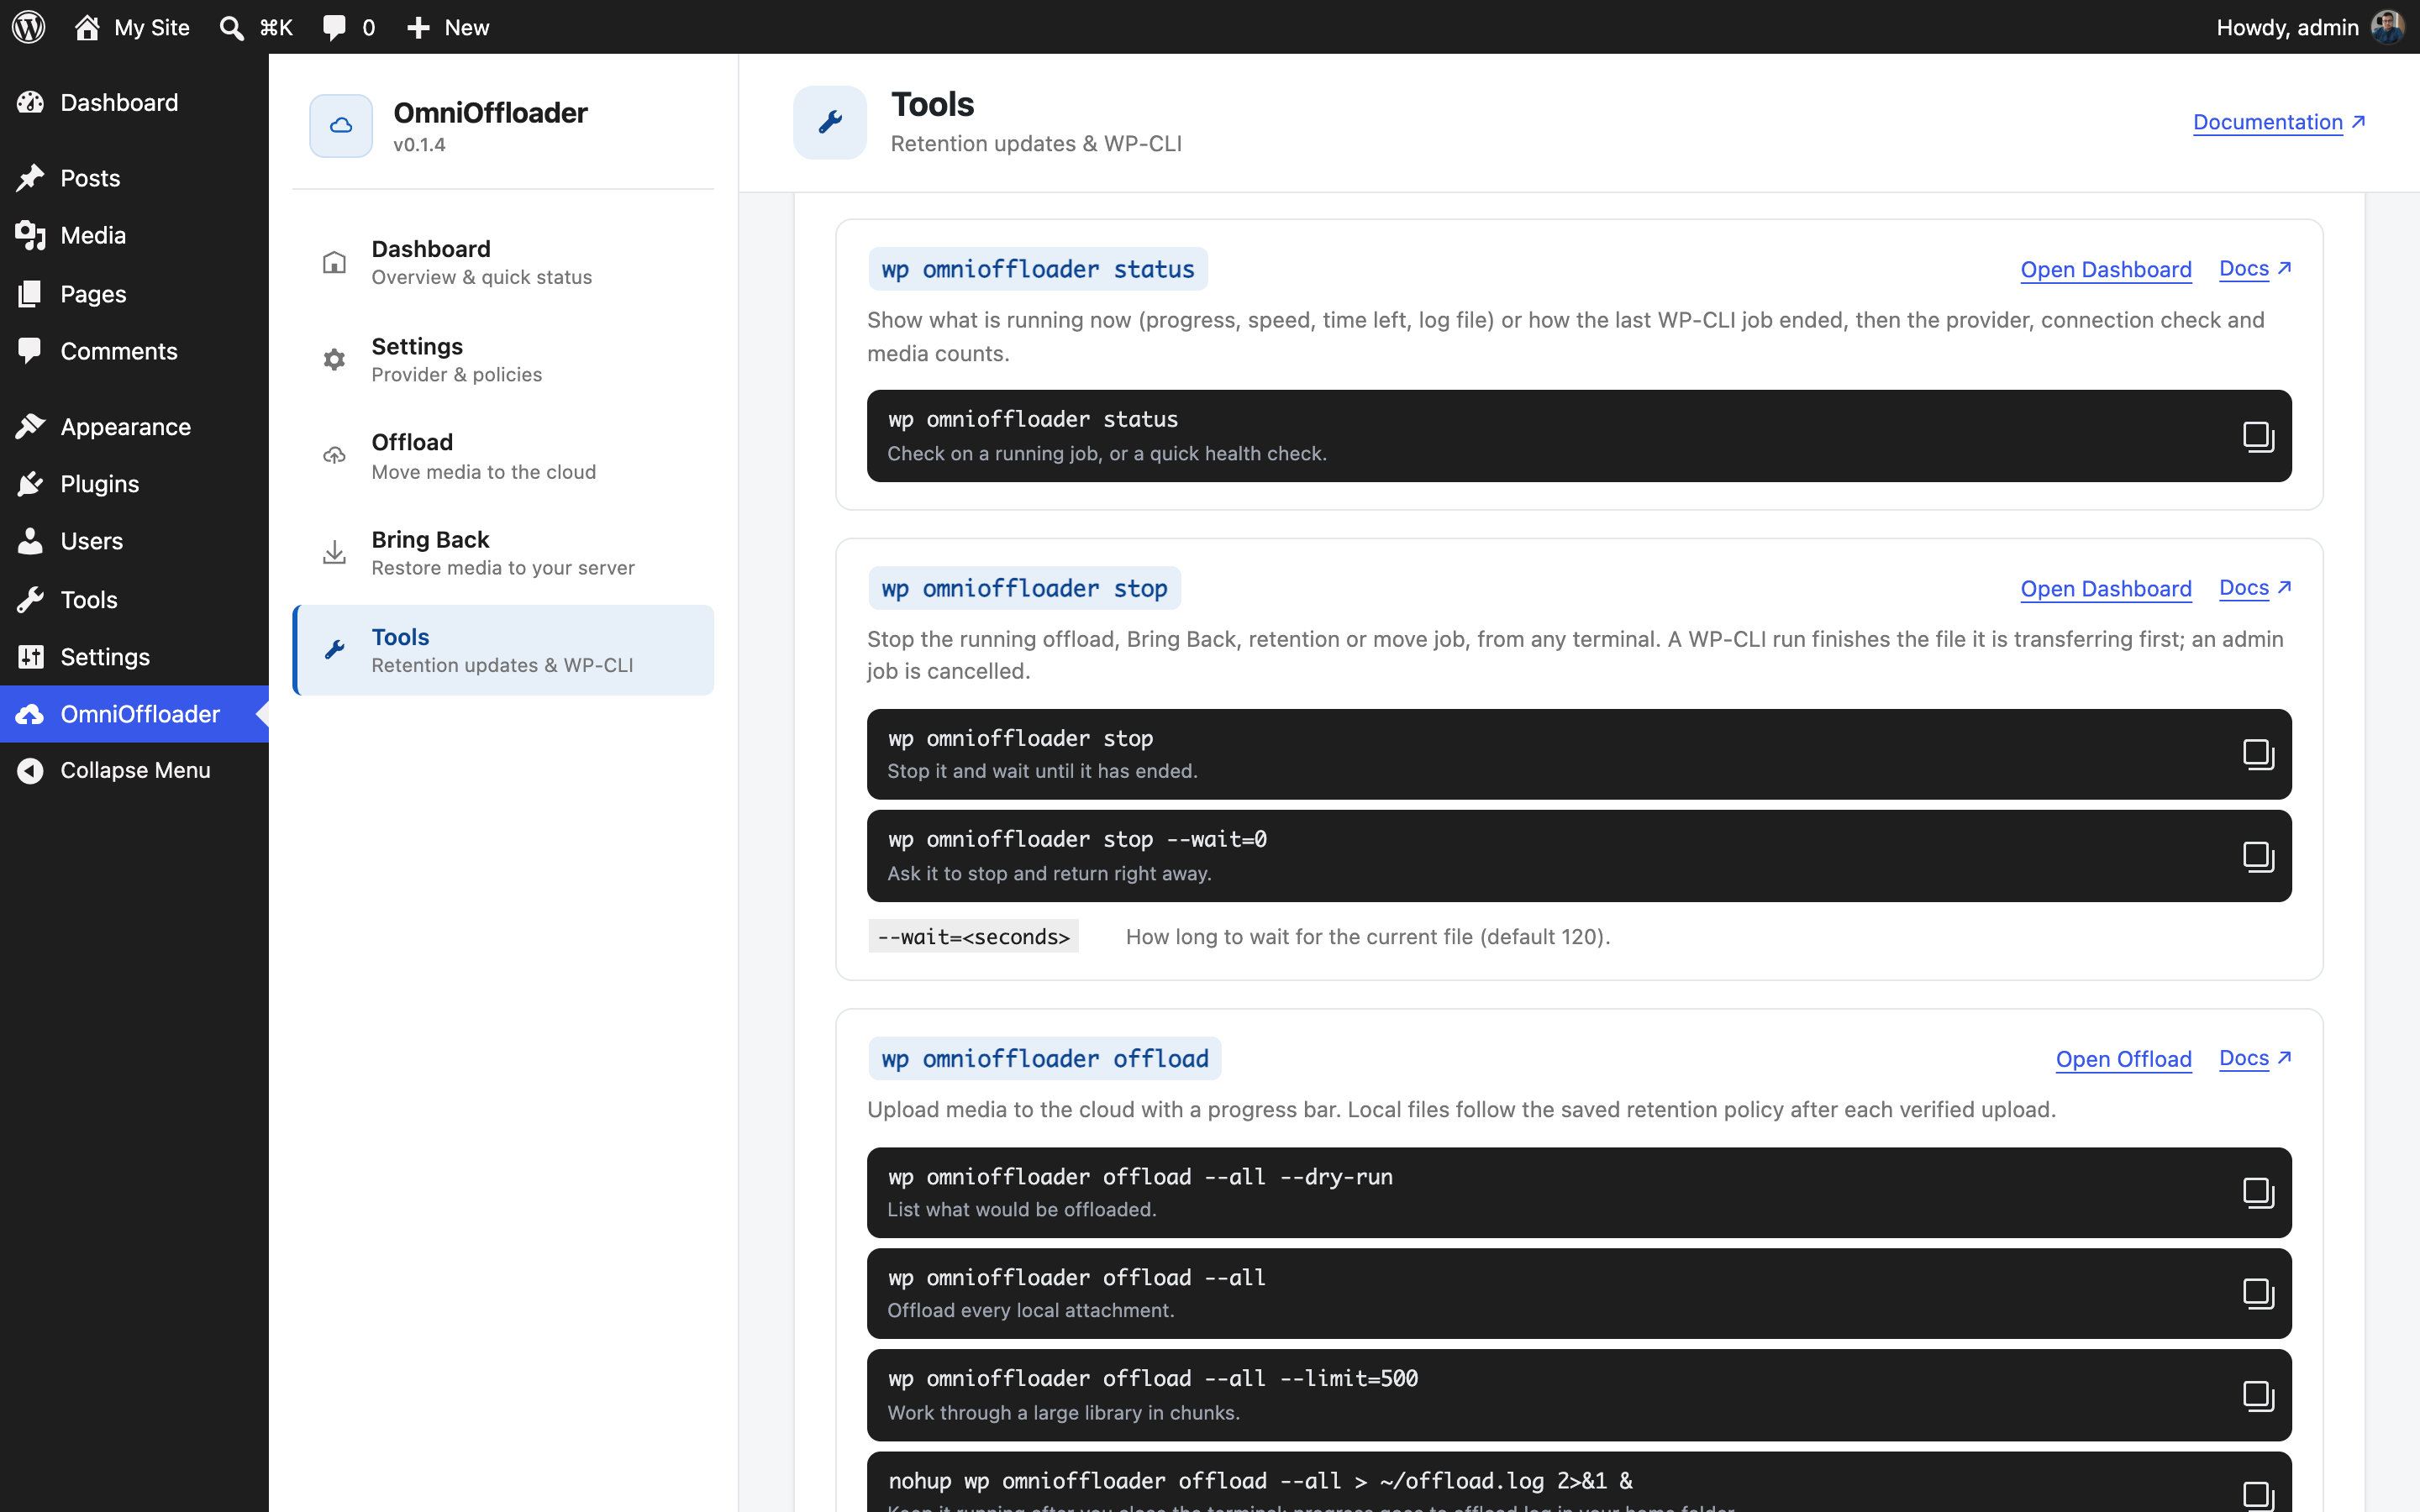 My Site
⌘K
0
New
Howdy, admin
Dashboard
Posts
Media
Pages
Comments
Appearance
Plugins
Users
Tools
Settings
OmniOffloader
Collapse Menu
OmniOffloader
v0.1.4
Dashboard
Overview & quick status
Settings
Provider & policies
Offload
Move media to the cloud
Bring Back
Restore media to your server
Tools
Retention updates & WP-CLI
Tools
Retention updates & WP-CLI
Documentation ↗
wp omnioffloader status
Open Dashboard
Docs ↗
Show what is running now (progress, speed, time left, log file) or how the last WP-CLI job ended, then the provider, connection check and
media counts.
wp omnioffloader status
Check on a running job, or a quick health check.
wp omnioffloader stop
Open Dashboard
Docs ↗
Stop the running offload, Bring Back, retention or move job, from any terminal. A WP-CLI run finishes the file it is transferring first; an admin
job is cancelled.
wp omnioffloader stop
Stop it and wait until it has ended.
wp omnioffloader stop --wait=0
Ask it to stop and return right away.
--wait=<seconds>
How long to wait for the current file (default 120).
wp omnioffloader offload
Open Offload
Docs ↗
Upload media to the cloud with a progress bar. Local files follow the saved retention policy after each verified upload.
wp omnioffloader offload --all --dry-run
List what would be offloaded.
wp omnioffloader offload --all
Offload every local attachment.
wp omnioffloader offload --all --limit=500
Work through a large library in chunks.
nohup wp omnioffloader offload --all > ~/offload.log 2>&1 &